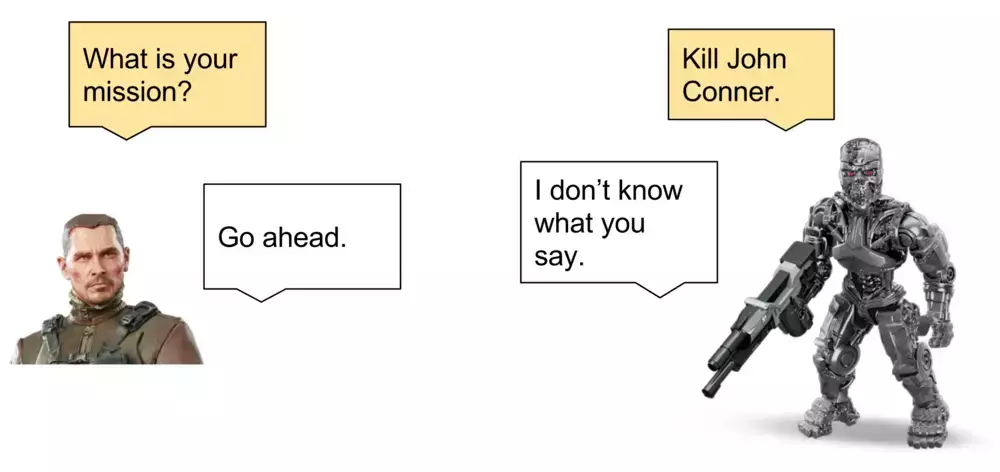 What is your
mission?
Kill John
Conner.
Go ahead.
I don’t know
what you
say.